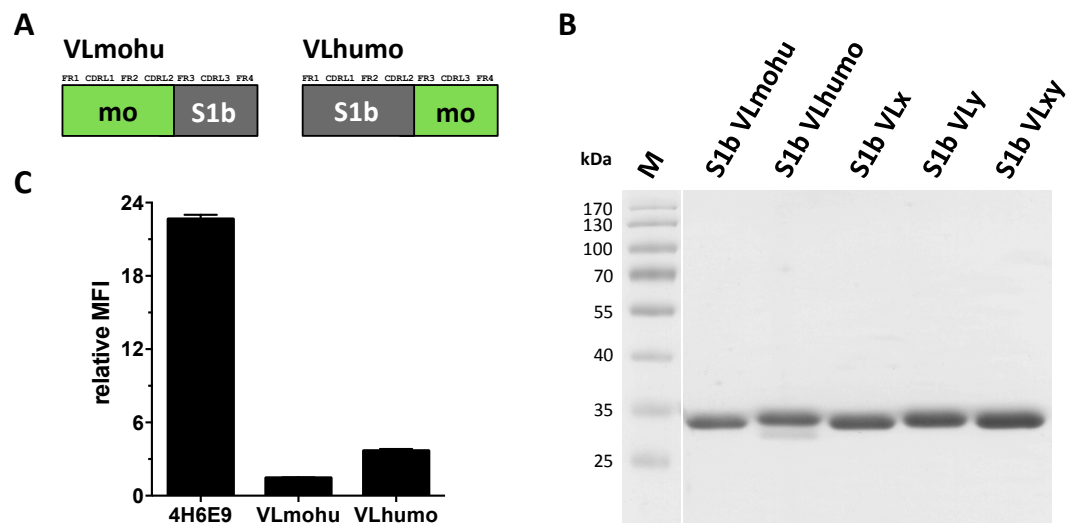 A
VLmohu
FR1 CDRL1 FR2 CDRL2 FR3 CDRL3 FR4
mo S1b
VLhumo
FR1 CDRL1 FR2 CDRL2 FR3 CDRL3 FR4
S1b mo
B
kDa
M
S1b VLmohu
S1b VLhumo
S1b VLx
S1b VLy
S1b VLxy
170
130
100
70
55
40
35
25
C
relative MFI
24
18
12
6
0
4H6E9 VLmohu VLhumo